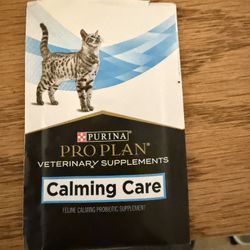 PURINA
PRO PLAN
VETERINARY SUPPLEMENTS
Calming Care
FELINE CALMING PROBIOTIC SUPPLEMENT